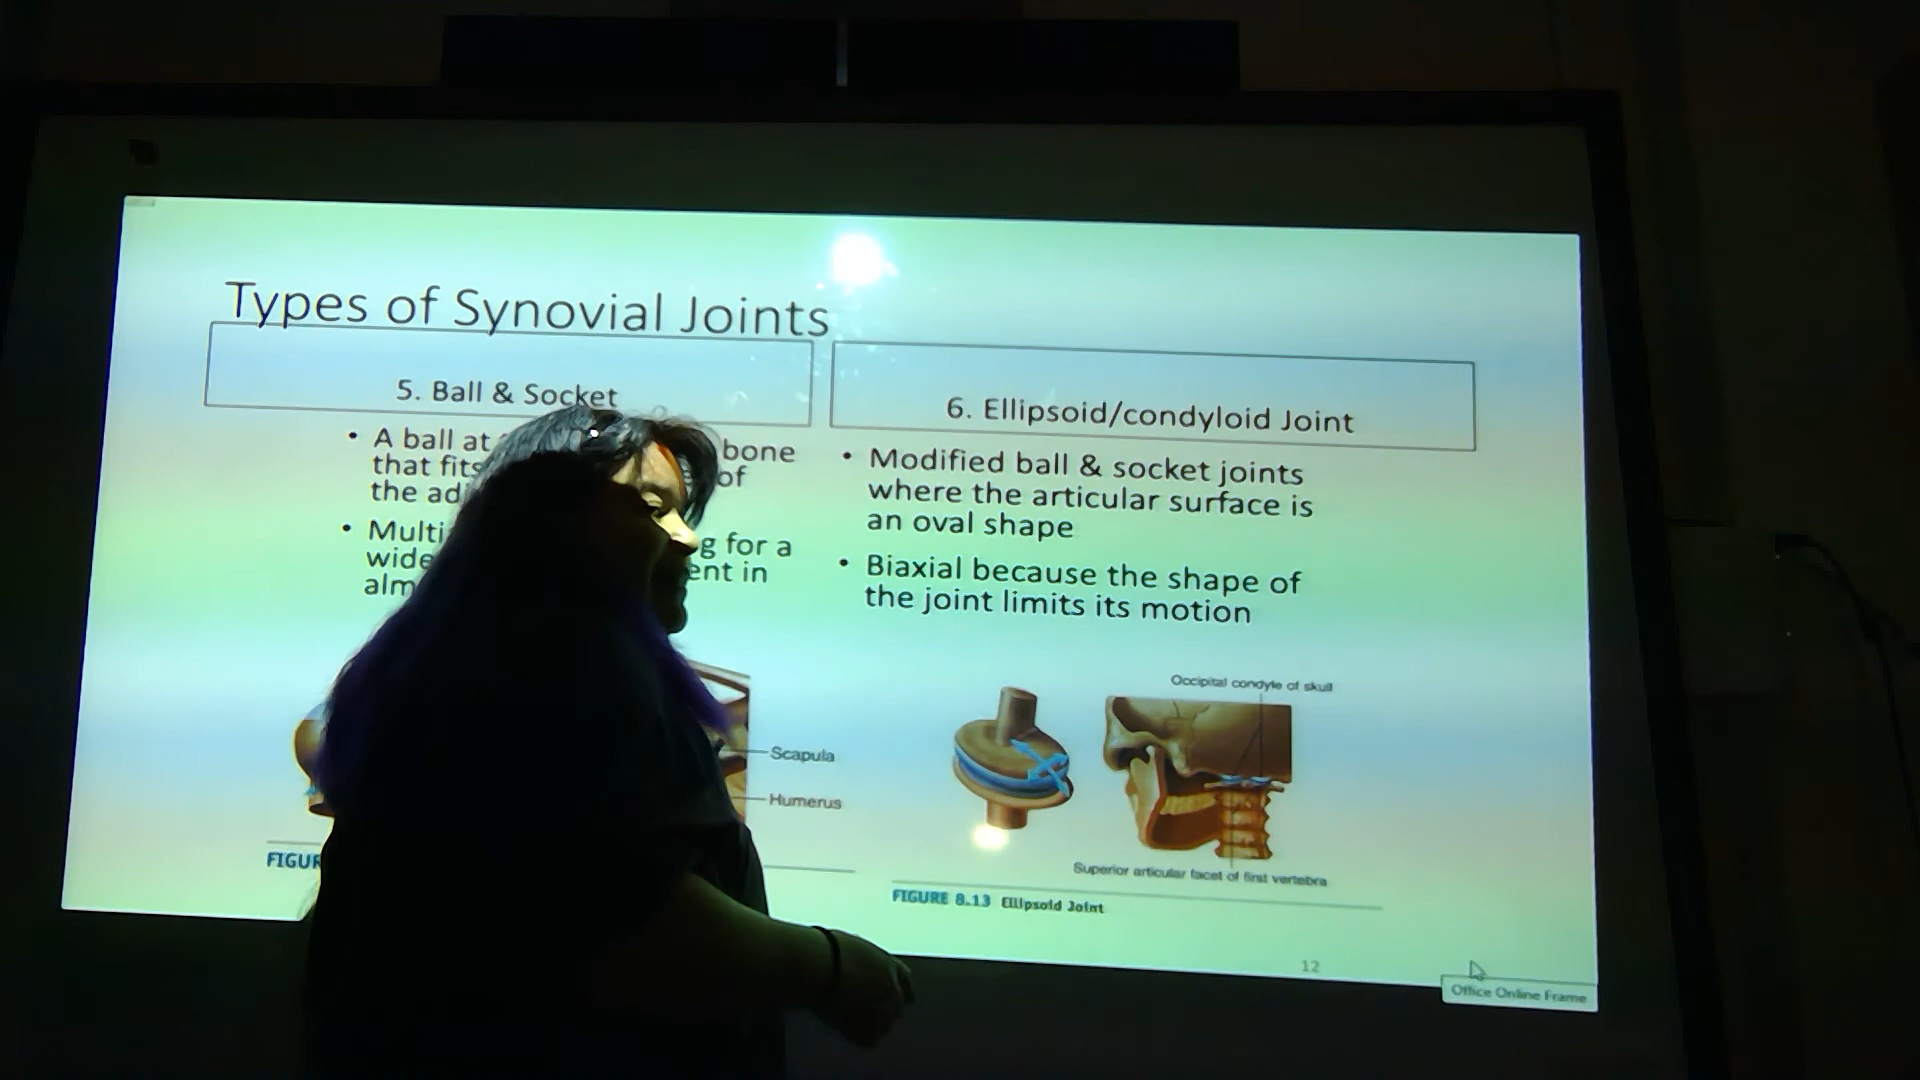 Types of Synovial Joints
5. Ball & Socket
• A ball at bone
that fits of
the ad
• Multi g for a
wide ent in
alm
Scapula
Humerus
FIGUR
6. Ellipsoid/condyloid Joint
• Modified ball & socket joints
where the articular surface is
an oval shape
• Biaxial because the shape of
the joint limits its motion
Occipital condyle of skull
Superior articular facet of first vertebra
FIGURE 8.13 Ellipsoid Joint
12
Office Online Frame